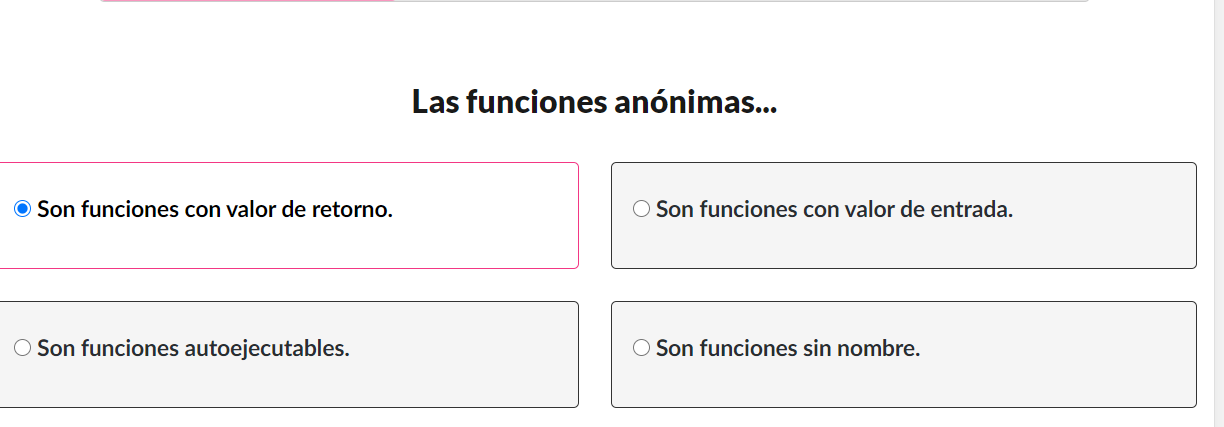 Las funciones anónimas...
Son funciones con valor de retorno.
Son funciones con valor de entrada.
Son funciones autoejecutables.
Son funciones sin nombre.